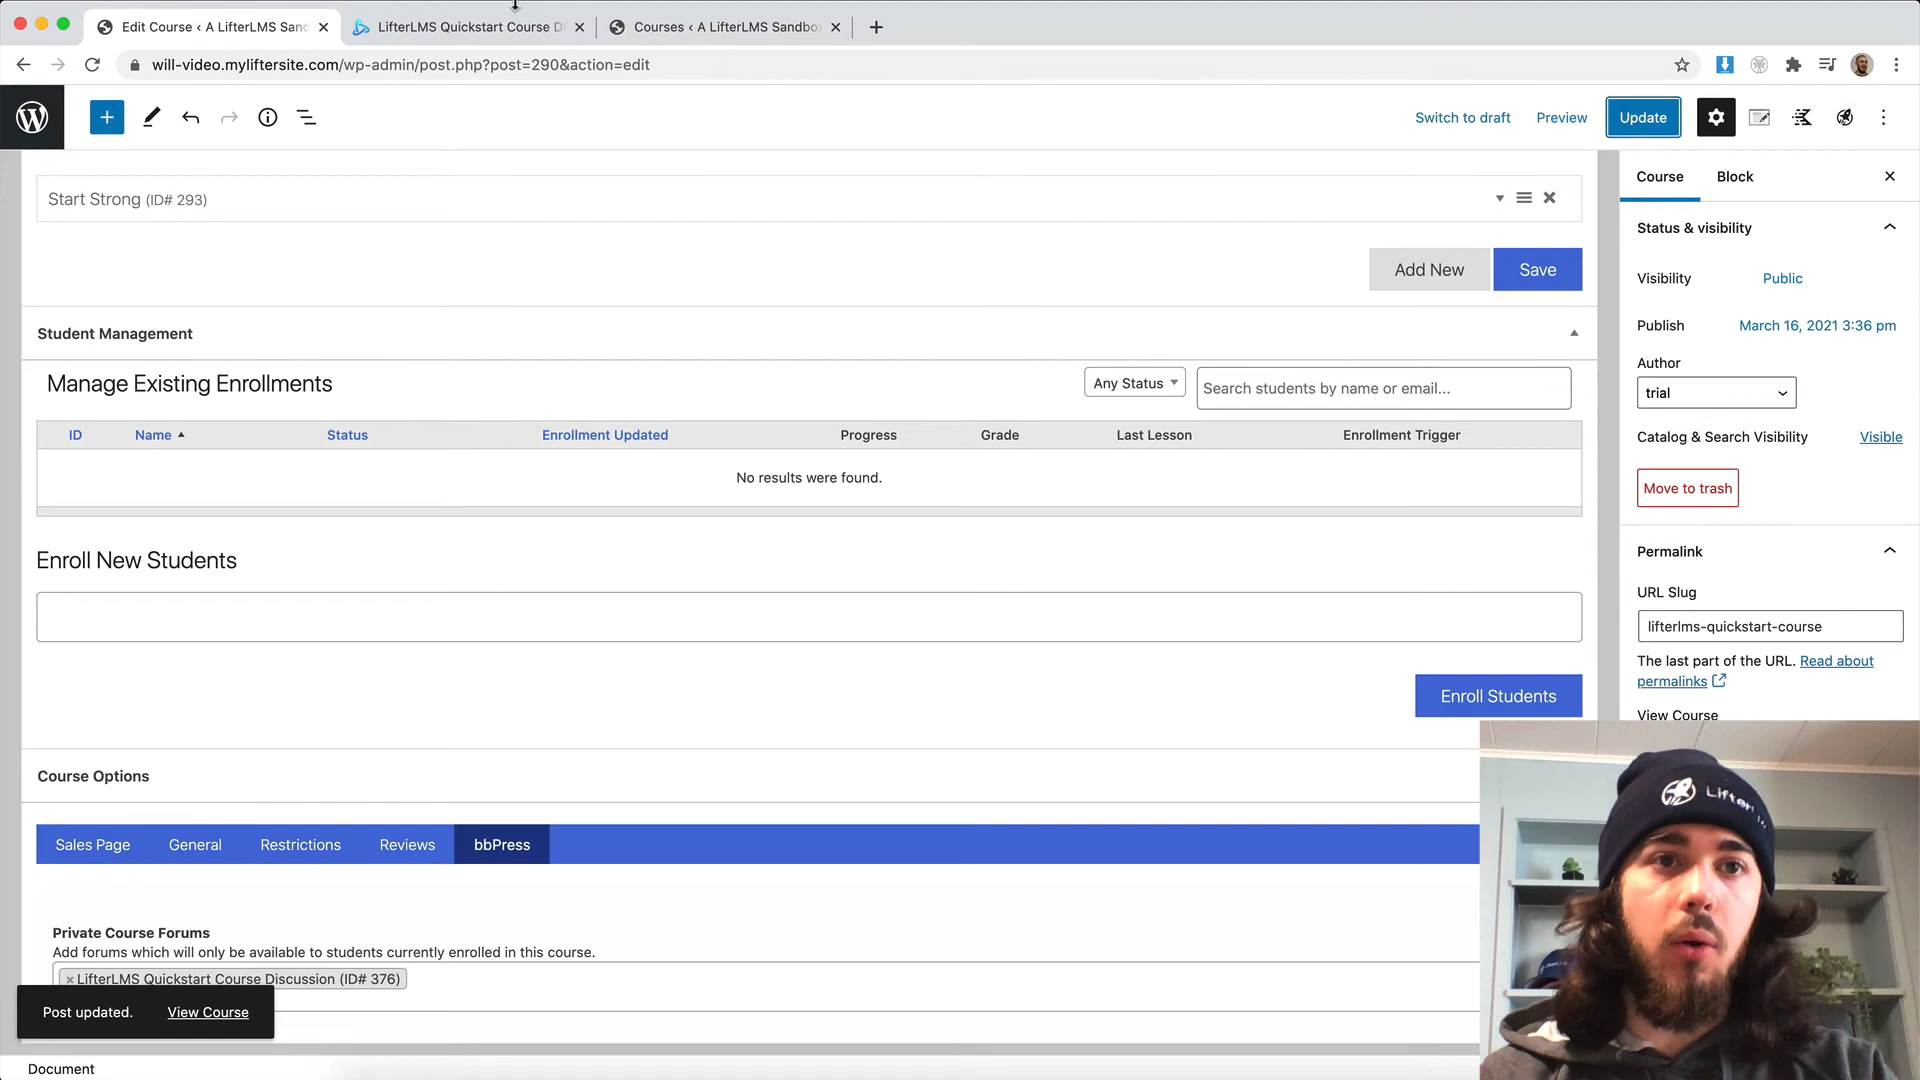 Edit Course ‹ A LifterLMS Sand
LifterLMS Quickstart Course D
Courses ‹ A LifterLMS Sandbox
will-video.myliftersite.com/wp-admin/post.php?post=290&action=edit
Switch to draft
Preview
Update
Start Strong (ID# 293)
Add New
Save
Student Management
Manage Existing Enrollments
Any Status
Search students by name or email...
ID
Name
Status
Enrollment Updated
Progress
Grade
Last Lesson
Enrollment Trigger
No results were found.
Enroll New Students
Enroll Students
Course Options
Sales Page
General
Restrictions
Reviews
bbPress
Private Course Forums
Add forums which will only be available to students currently enrolled in this course.
×LifterLMS Quickstart Course Discussion (ID# 376)
Post updated.
View Course
Document
Course
Block
Status & visibility
Visibility
Public
Publish
March 16, 2021 3:36 pm
Author
trial
Catalog & Search Visibility
Visible
Move to trash
Permalink
URL Slug
lifterlms-quickstart-course
The last part of the URL. Read about
permalinks
View Course